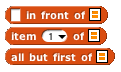 in front of
item 1 of
all but first of